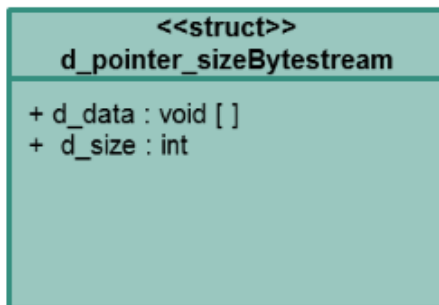 <<struct>>
d_pointer_sizeBytestream
+ d_data : void [ ]
+ d_size : int